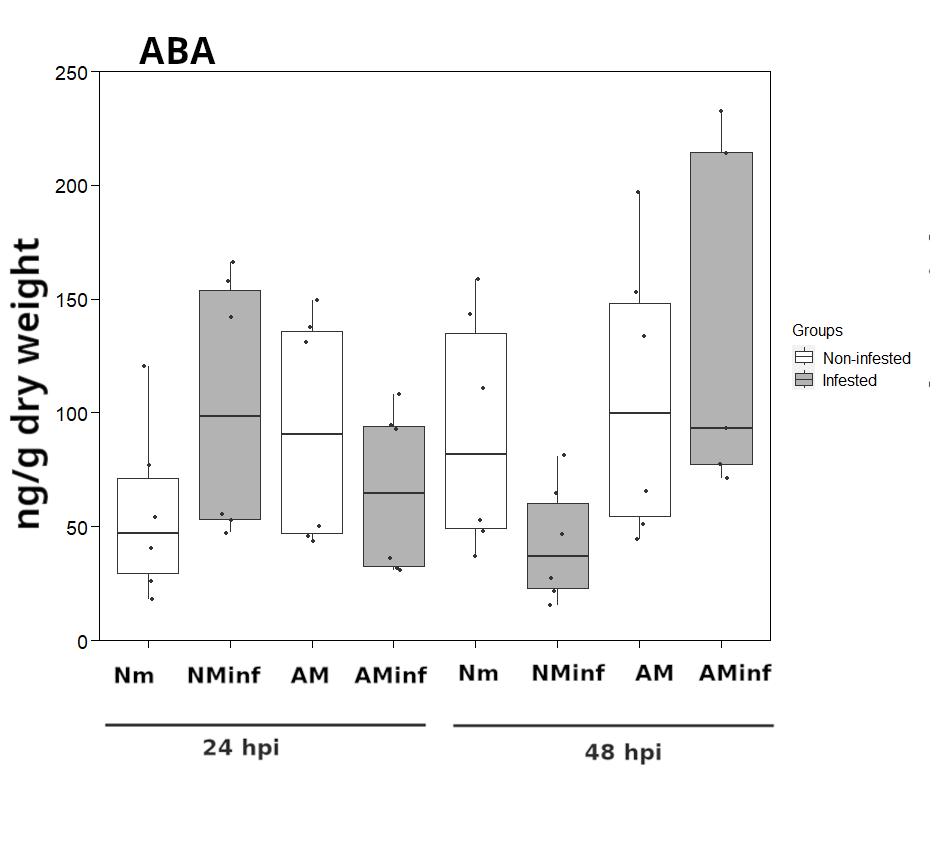 ABA
ng/g dry weight
250
200
150
100
50
0
Nm NMinf AM AMinf Nm NMinf AM AMinf
24 hpi 48 hpi
Groups
Non-infested
Infested